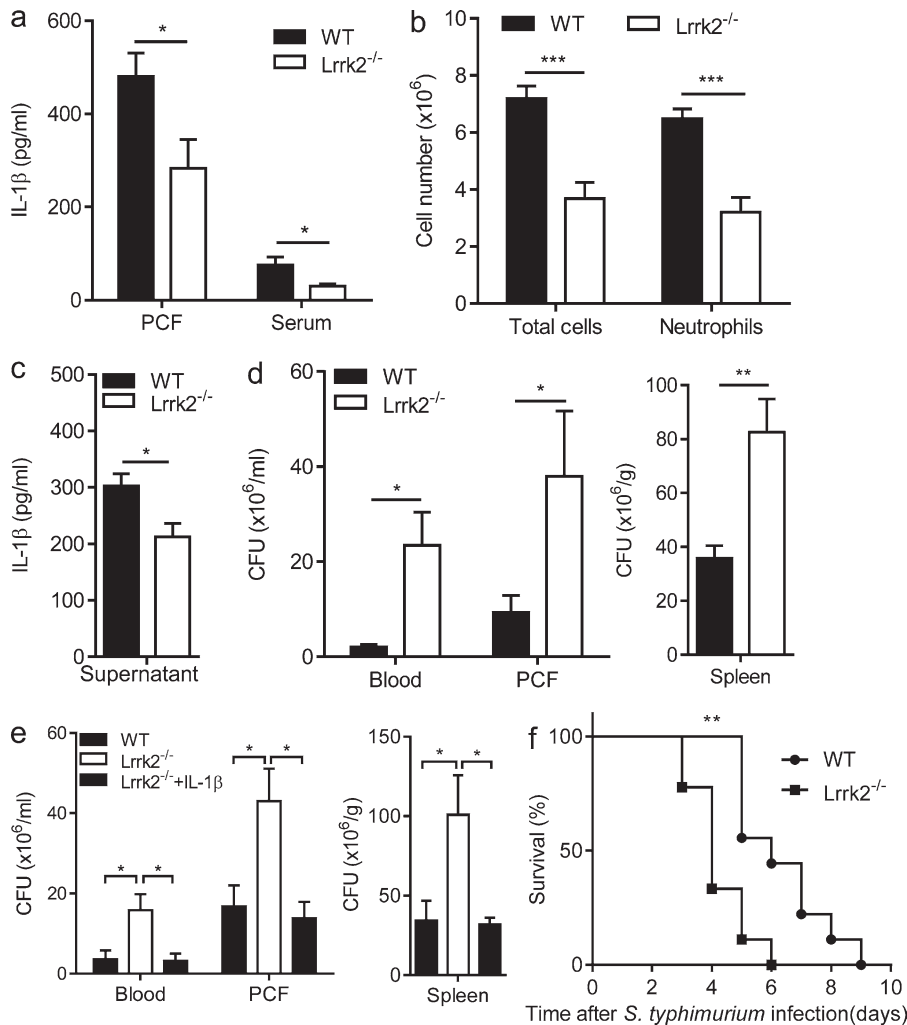 a
600
400
200
0
IL-1β (pg/ml)
*
*
WT
Lrrk2-/-
PCF
Serum
b
WT
Lrrk2-/-
10
8
6
4
2
0
Cell number (x10⁶)
***
***
Total cells
Neutrophils
c
500
400
300
200
100
0
IL-1β (pg/ml)
WT
Lrrk2-/-
*
Supernatant
d
60
40
20
0
CFU (x10⁶/ml)
WT
Lrrk2-/-
*
*
Blood
PCF
100
80
60
40
20
0
CFU (x10⁶/g)
**
Spleen
e
60
40
20
0
CFU (x10⁶/ml)
WT
Lrrk2-/-
Lrrk2-/-+IL-1β
*
*
*
*
Blood
PCF
150
100
50
0
CFU (x10⁶/g)
*
*
Spleen
f
100
50
0
Survival (%)
**
WT
Lrrk2-/-
0
2
4
6
8
10
Time after S. typhimurium infection(days)